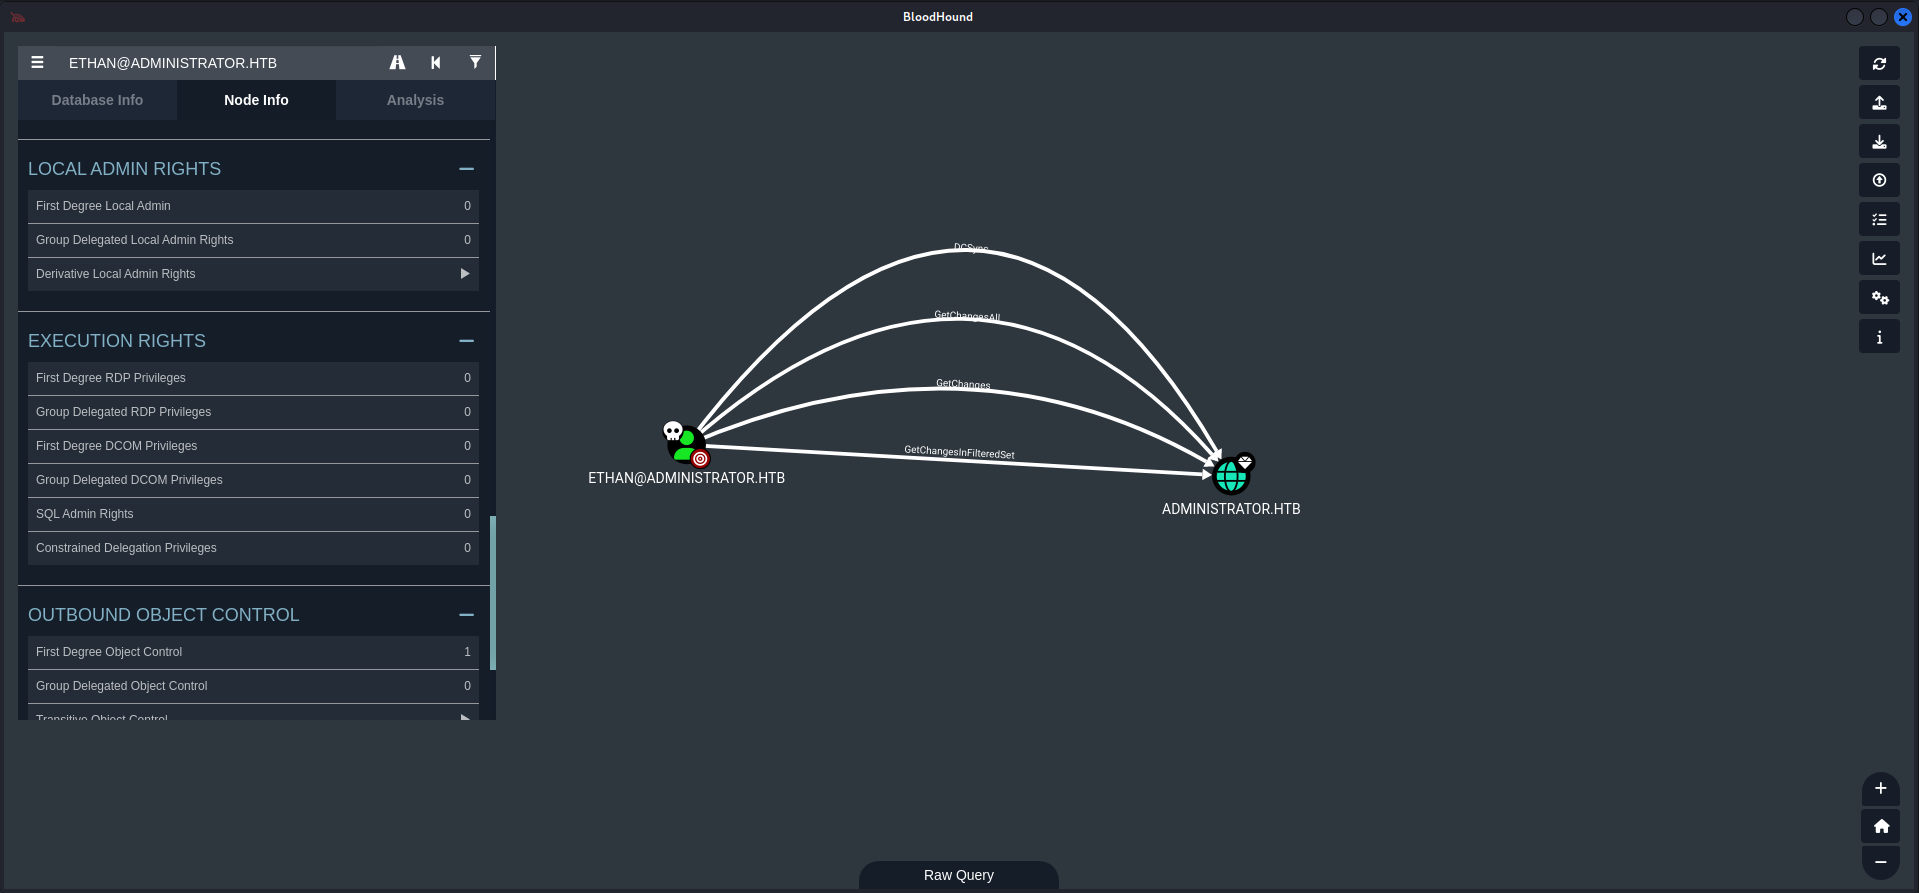 BloodHound
ETHAN@ADMINISTRATOR.HTB
Database Info
Node Info
Analysis
LOCAL ADMIN RIGHTS
First Degree Local Admin 0
Group Delegated Local Admin Rights 0
Derivative Local Admin Rights
EXECUTION RIGHTS
First Degree RDP Privileges 0
Group Delegated RDP Privileges 0
First Degree DCOM Privileges 0
Group Delegated DCOM Privileges 0
SQL Admin Rights 0
Constrained Delegation Privileges 0
OUTBOUND OBJECT CONTROL
First Degree Object Control 1
Group Delegated Object Control 0
Transitive Object Control
DCSync
GetChangesAll
GetChanges
GetChangesInFilteredSet
ETHAN@ADMINISTRATOR.HTB
ADMINISTRATOR.HTB
Raw Query